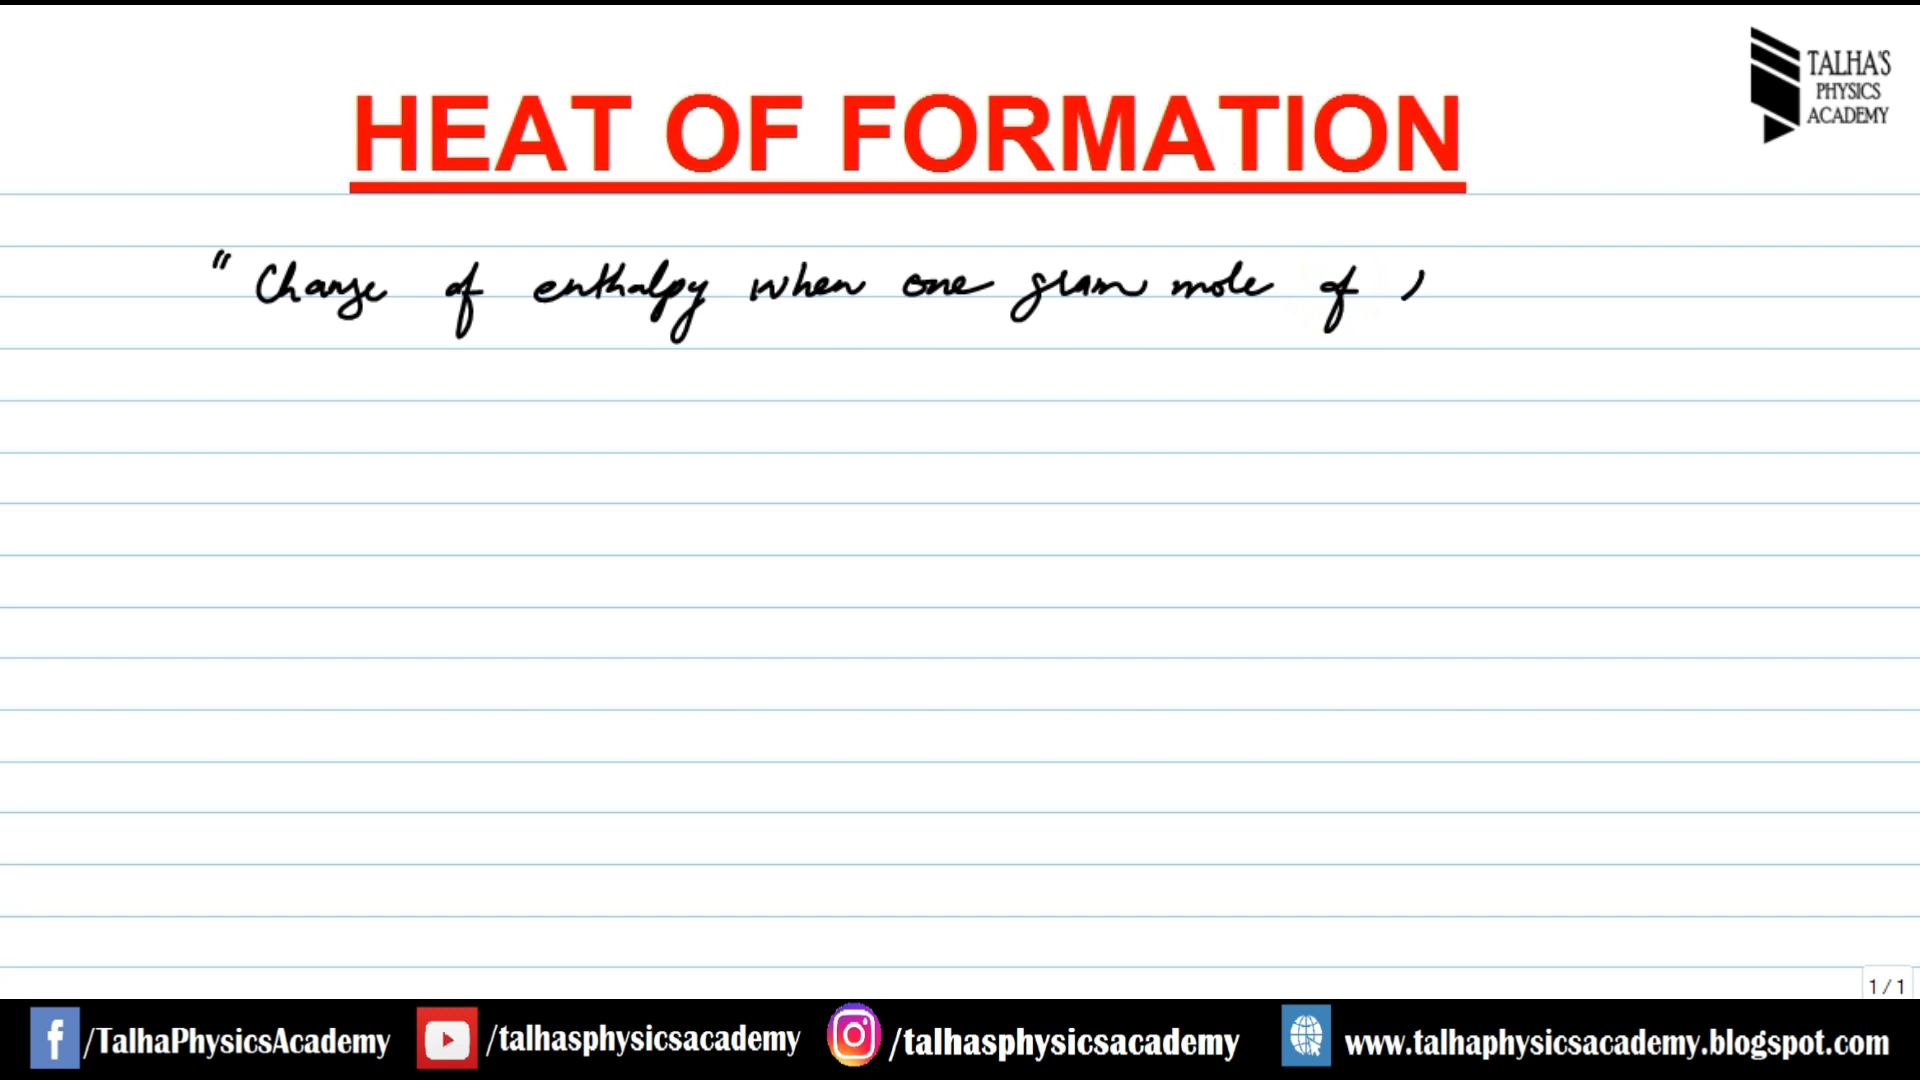 TALHA'S
PHYSICS
ACADEMY
HEAT OF FORMATION
" Change of enthalpy when one gram mole of
1 / 1
/TalhaPhysicsAcademy /talhasphysicsacademy /talhasphysicsacademy www.talhaphysicsacademy.blogspot.com